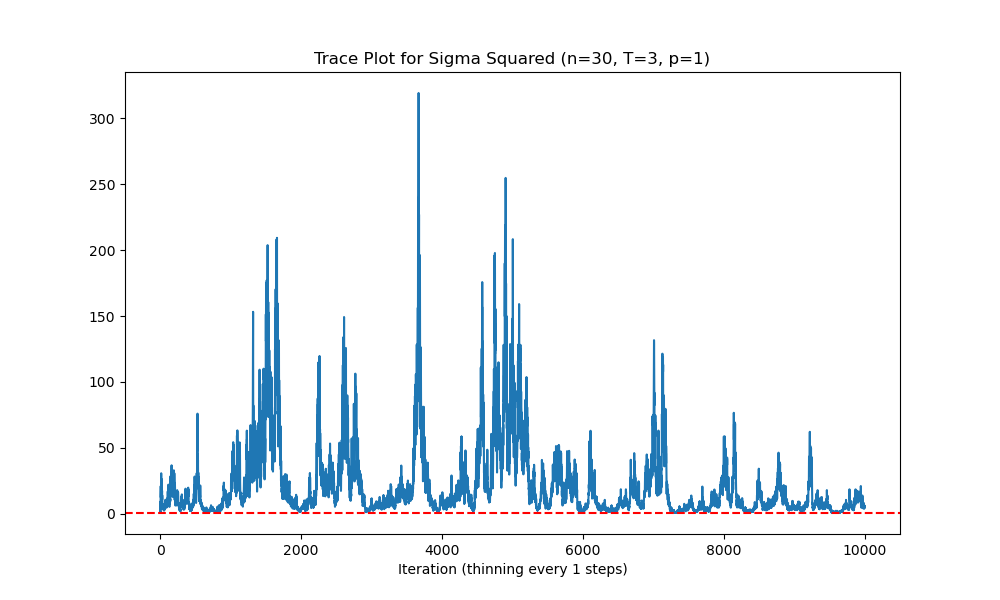 Trace Plot for Sigma Squared (n=30, T=3, p=1)
300
250
200
150
100
50
0
0 2000 4000 6000 8000 10000
Iteration (thinning every 1 steps)